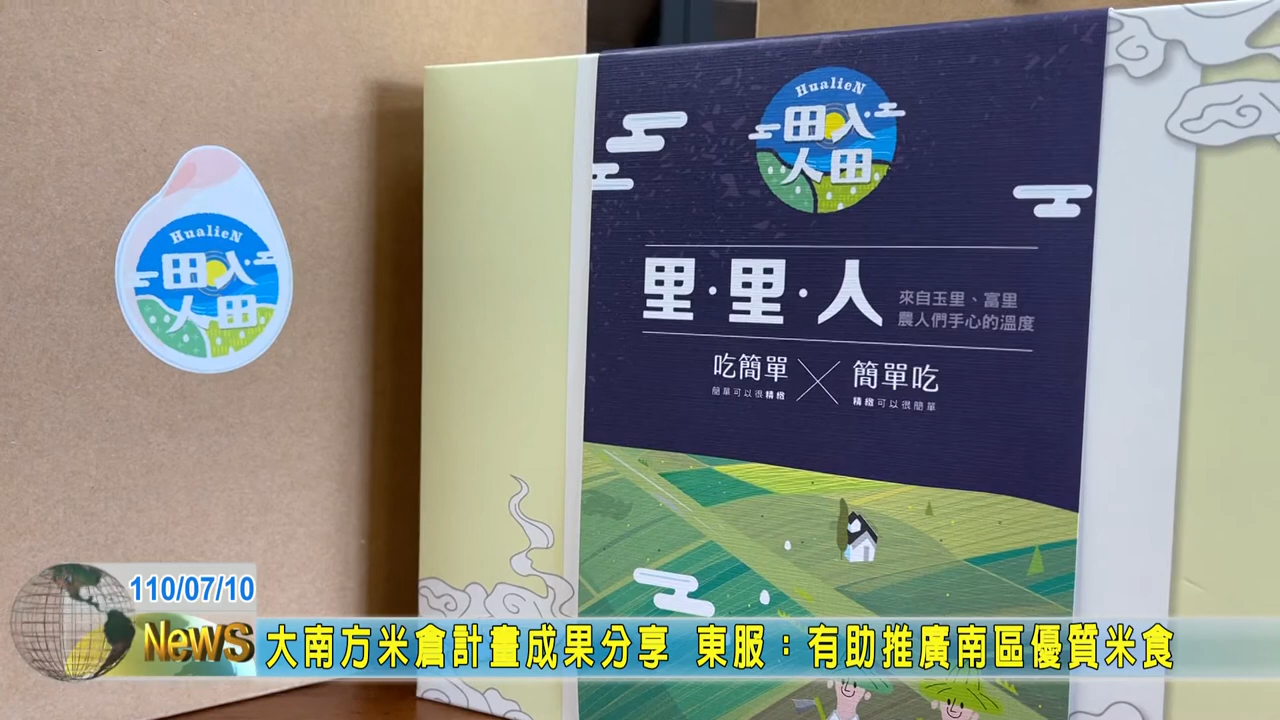 HualieN
田人
人田
HualieN
田人
人田
里·里·人
來自玉里、富里
農人們手心的溫度
吃簡單
簡單可以很精緻
簡單吃
精緻可以很簡單
110/07/10
NewS
大南方米倉計畫成果分享 東服：有助推廣南區優質米食